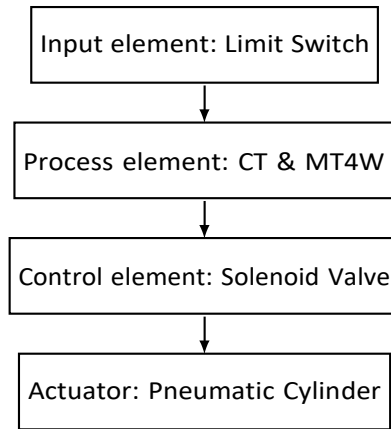 Input element: Limit Switch
Process element: CT & MT4W
Control element: Solenoid Valve
Actuator: Pneumatic Cylinder